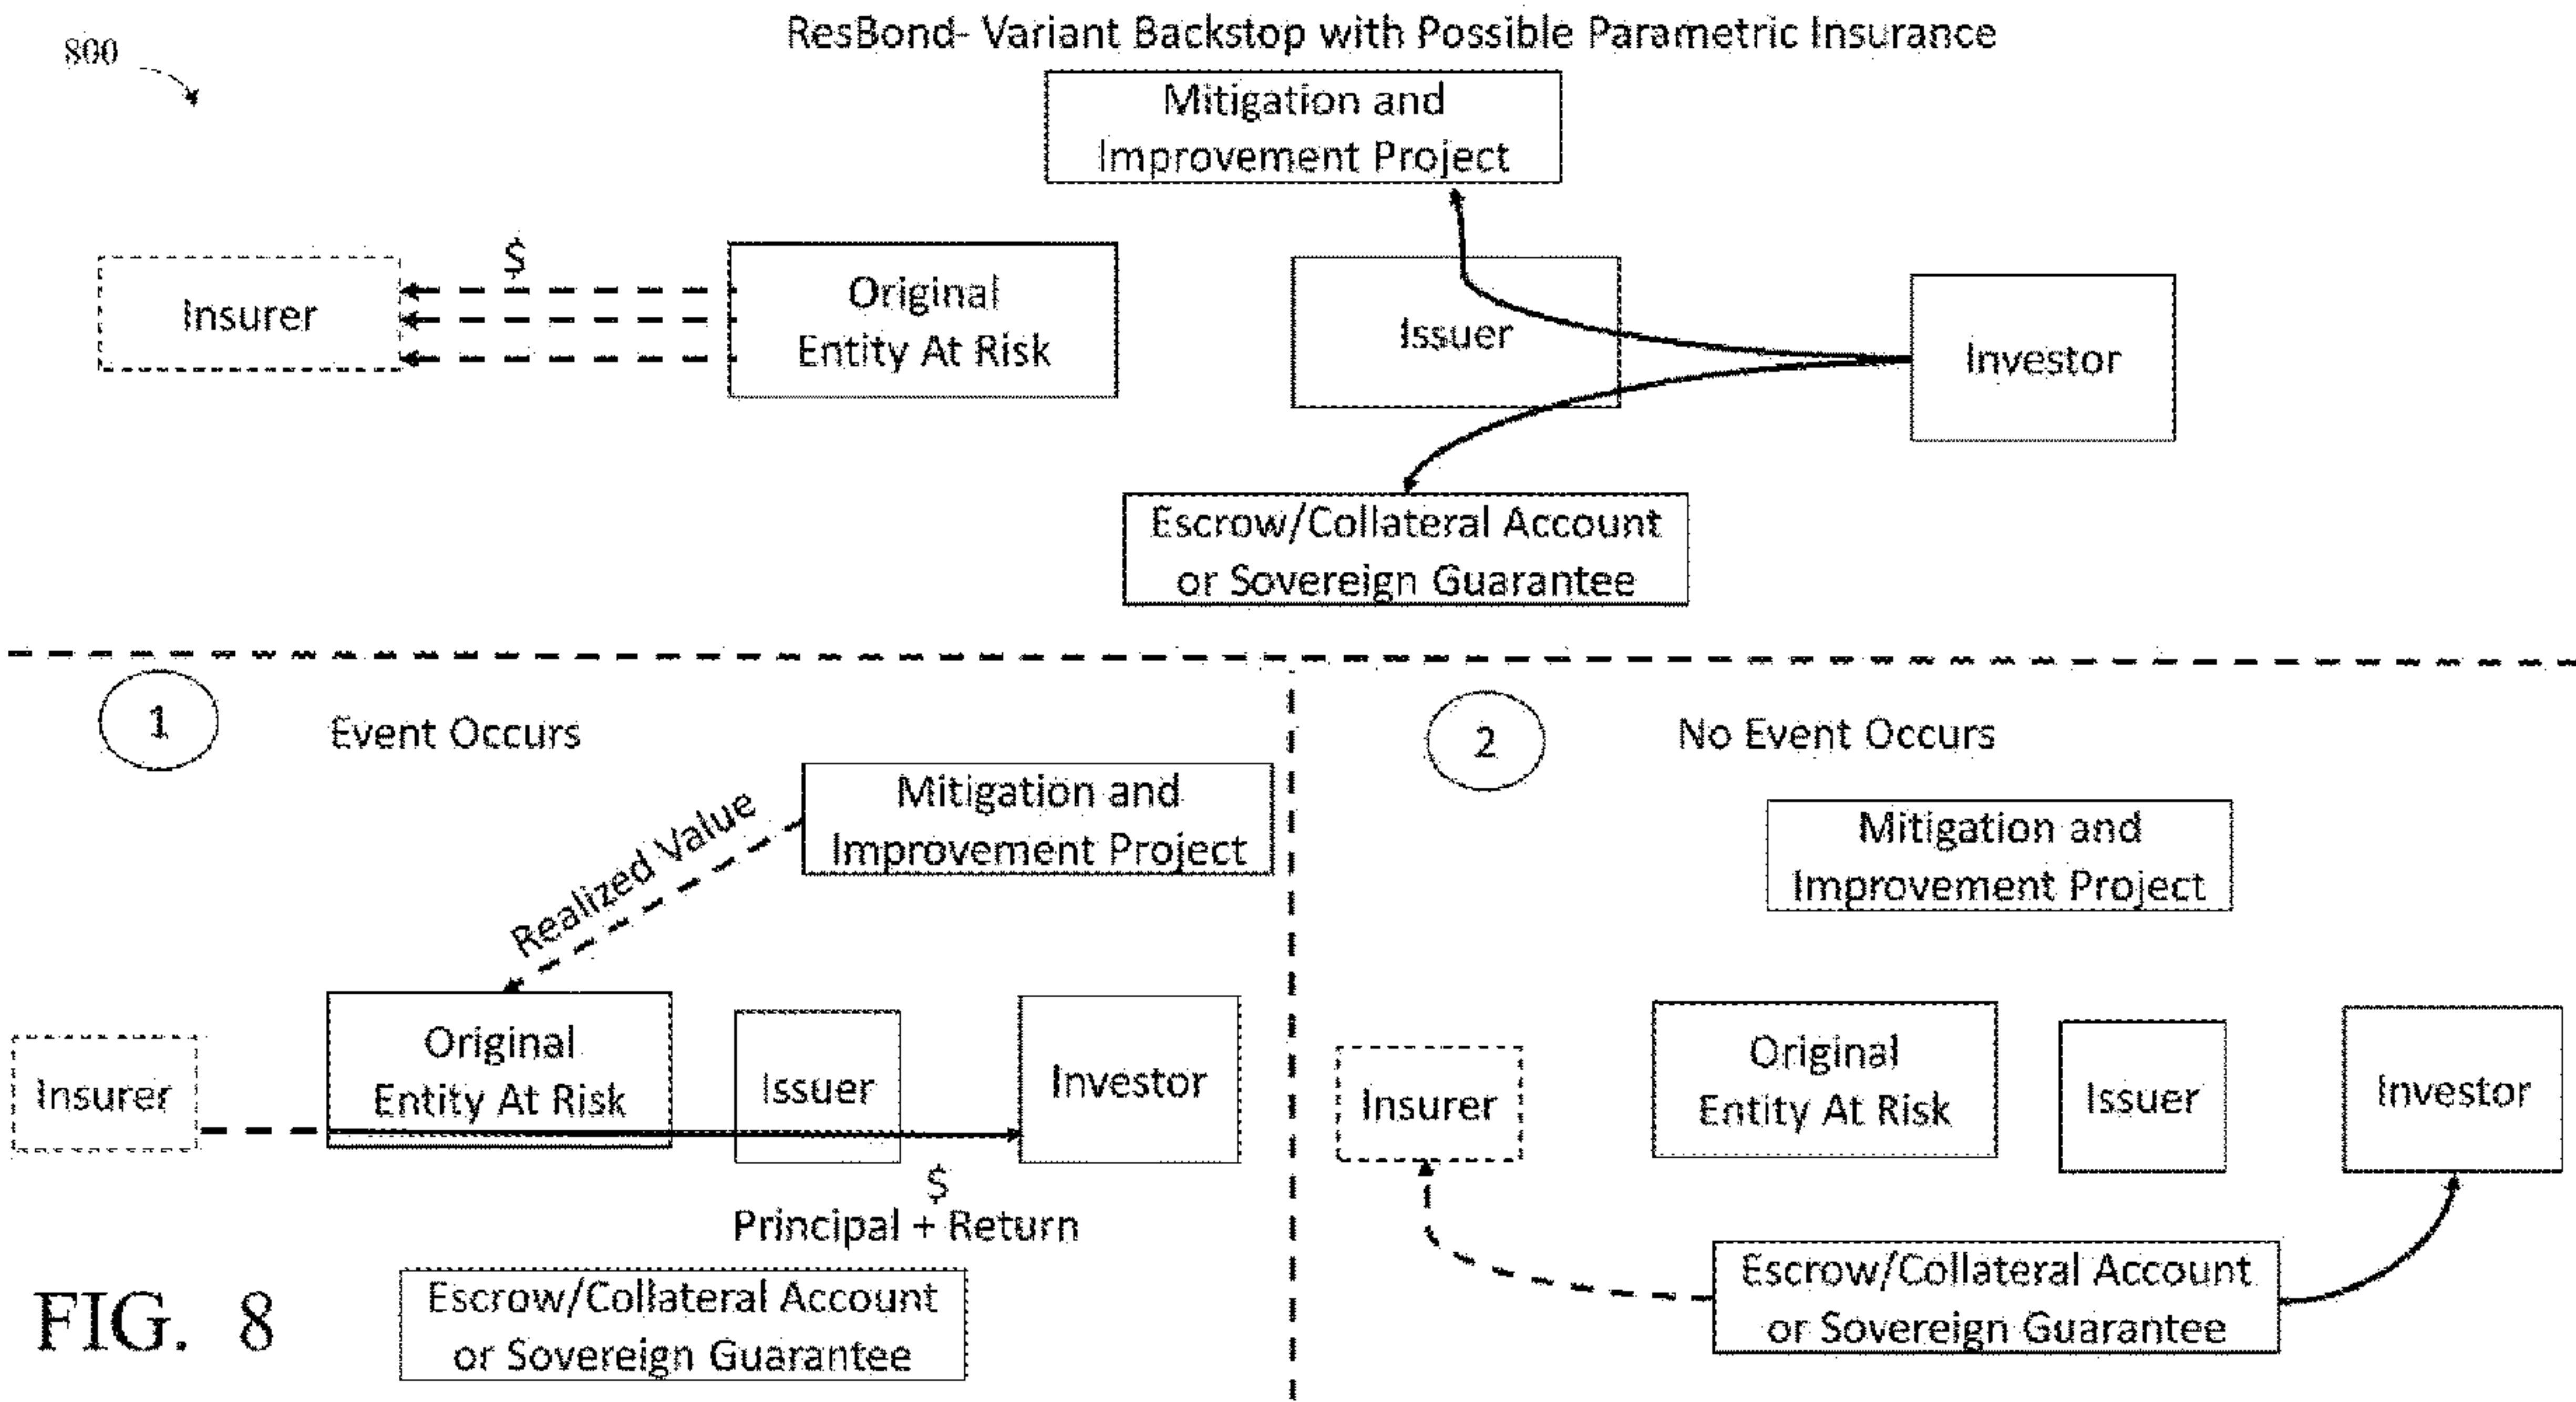 800
ResBond- Variant Backstop with Possible Parametric Insurance
Mitigation and
Improvement Project
$
Insurer
Original
Entity At Risk
Issuer
Investor
Escrow/Collateral Account
or Sovereign Guarantee
1
Event Occurs
Mitigation and
Improvement Project
Realized Value
Insurer
Original
Entity At Risk
Issuer
Investor
$
Principal + Return
Escrow/Collateral Account
or Sovereign Guarantee
FIG. 8
2
No Event Occurs
Mitigation and
Improvement Project
Insurer
Original
Entity At Risk
Issuer
Investor
Escrow/Collateral Account
or Sovereign Guarantee